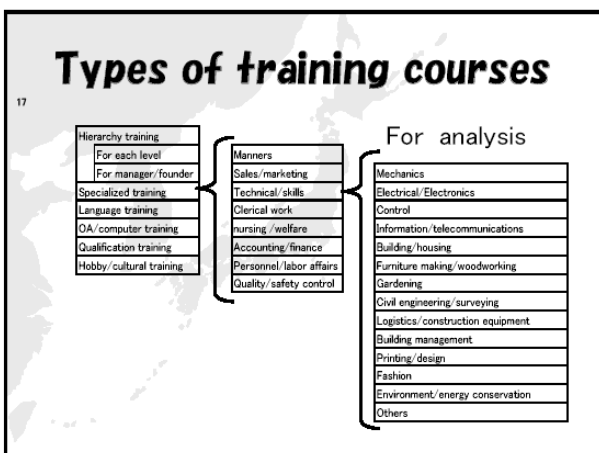 Types of training courses
17
Hierarchy training
For each level
For manager/founder
Specialized training
Language training
OA/computer training
Qualification training
Hobby/cultural training
Manners
Sales/marketing
Technical/skills
Clerical work
nursing /welfare
Accounting/finance
Personnel/labor affairs
Quality/safety control
For analysis
Mechanics
Electrical/Electronics
Control
Information/telecommunications
Building/housing
Furniture making/woodworking
Gardening
Civil engineering/surveying
Logistics/construction equipment
Building management
Printing/design
Fashion
Environment/energy conservation
Others